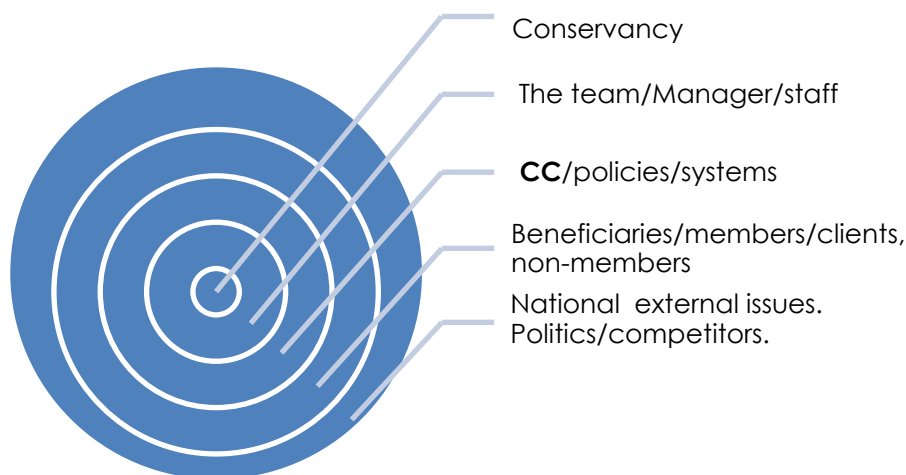 Conservancy
The team/Manager/staff
CC/policies/systems
Beneficiaries/members/clients,
non-members
National external issues.
Politics/competitors.